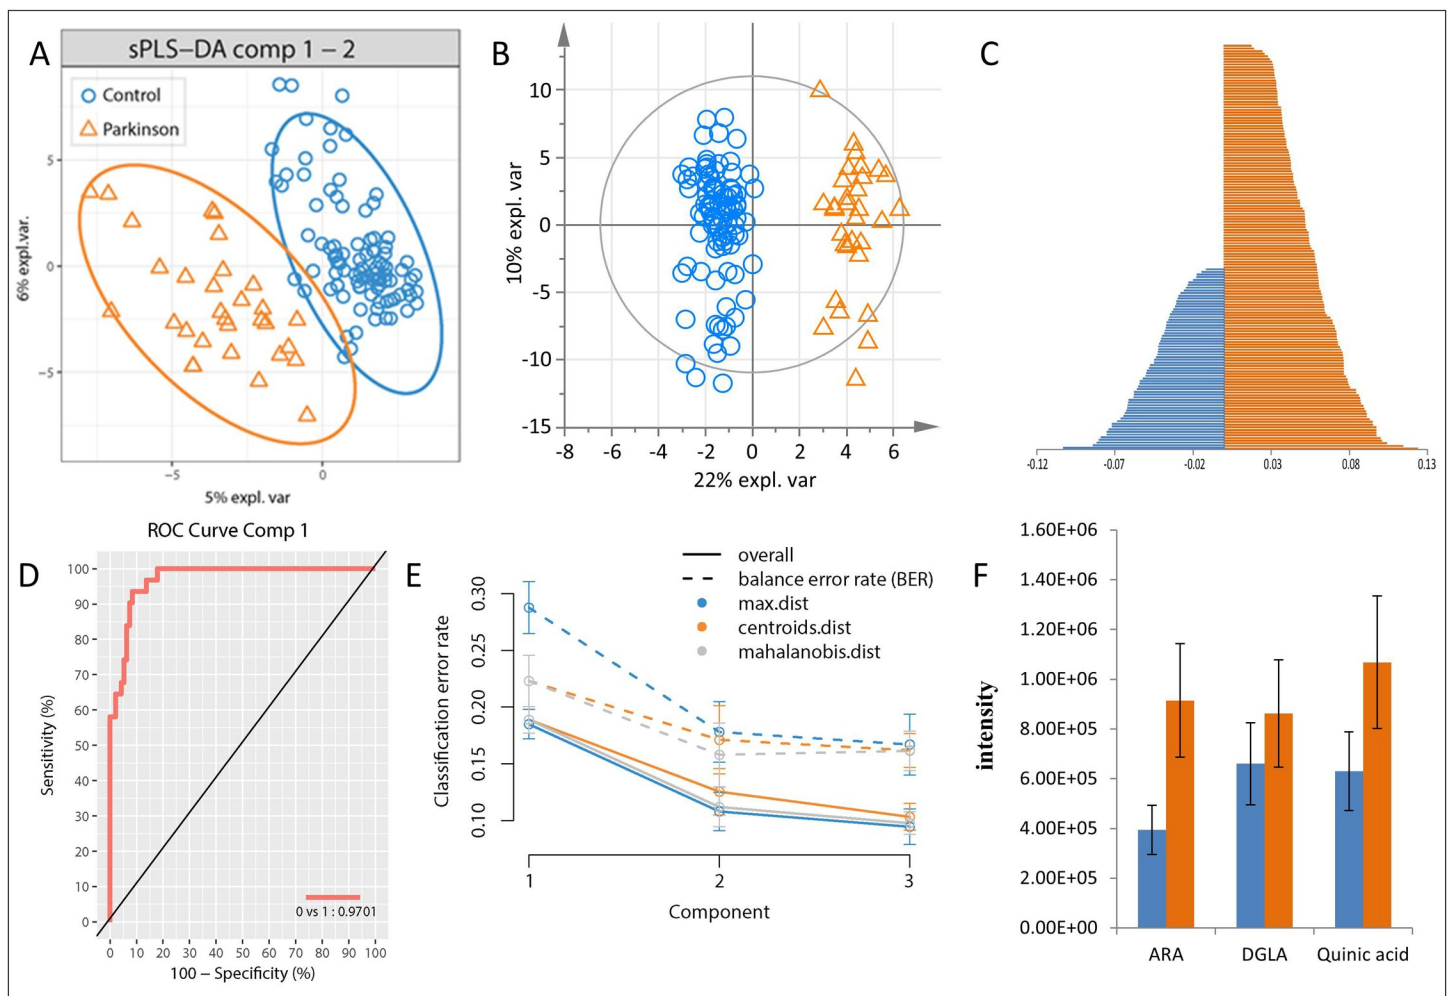 A
sPLS−DA comp 1 − 2
Control
Parkinson
5
0
−5
6% expl.var.
−5
0
5% expl. var
B
10
5
0
-5
-10
-15
10% expl. var
-8
-6
-4
-2
0
2
4
6
8
22% expl. var
C
-0.12
-0.07
-0.02
0.03
0.08
0.13
D
ROC Curve Comp 1
100
90
80
70
60
50
40
30
20
10
0
Sensitivity (%)
0 vs 1 : 0.9701
0 10 20 30 40 50 60 70 80 90 100
100 − Specificity (%)
E
overall
balance error rate (BER)
max.dist
centroids.dist
mahalanobis.dist
0.30
0.25
0.20
0.15
0.10
Classification error rate
1
2
3
Component
F
1.60E+06
1.40E+06
1.20E+06
1.00E+06
8.00E+05
6.00E+05
4.00E+05
2.00E+05
0.00E+00
intensity
ARA
DGLA
Quinic acid